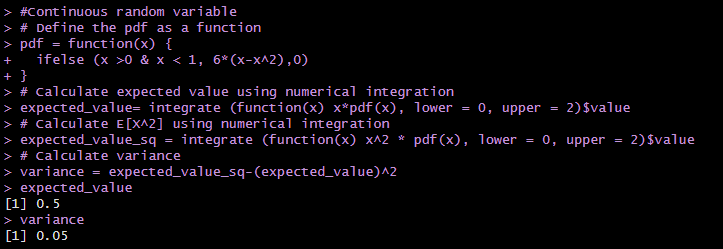 > #Continuous random variable
> # Define the pdf as a function
> pdf = function(x) {
+   ifelse (x >0 & x < 1, 6*(x-x^2),0)
+ }
> # Calculate expected value using numerical integration
> expected_value= integrate (function(x) x*pdf(x), lower = 0, upper = 2)$value
> # Calculate E[X^2] using numerical integration
> expected_value_sq = integrate (function(x) x^2 * pdf(x), lower = 0, upper = 2)$value
> # Calculate variance
> variance = expected_value_sq-(expected_value)^2
> expected_value
[1] 0.5
> variance
[1] 0.05